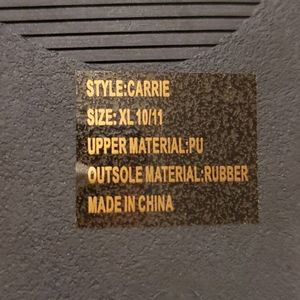 STYLE:CARRIE
SIZE: XL 10/11
UPPER MATERIAL:PU
OUTSOLE MATERIAL:RUBBER
MADE IN CHINA